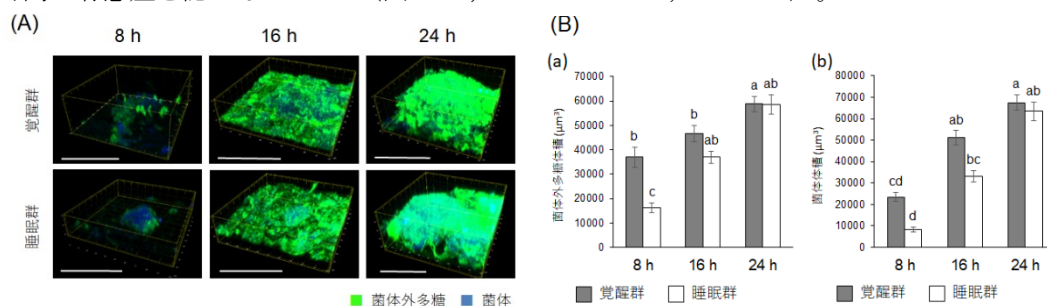 (A)
8 h 16 h 24 h
覚醒群
睡眠群
菌体外多糖 菌体
(B)
(a)
菌体外多糖体積(μm³)
70000
60000
50000
40000
30000
20000
10000
0
b
c
b
ab
a
ab
8 h 16 h 24 h
覚醒群 睡眠群
(b)
菌体体積(μm³)
80000
70000
60000
50000
40000
30000
20000
10000
0
cd
d
ab
bc
a
ab
8 h 16 h 24 h
覚醒群 睡眠群